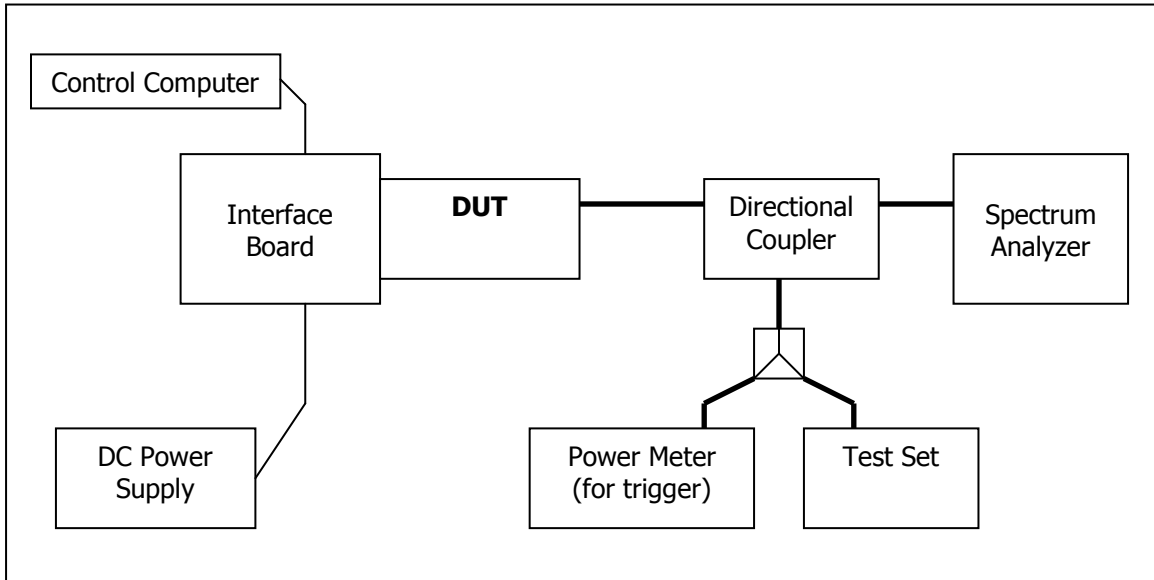 Control Computer
Interface
Board
DUT
Directional
Coupler
Spectrum
Analyzer
DC Power
Supply
Power Meter
(for trigger)
Test Set